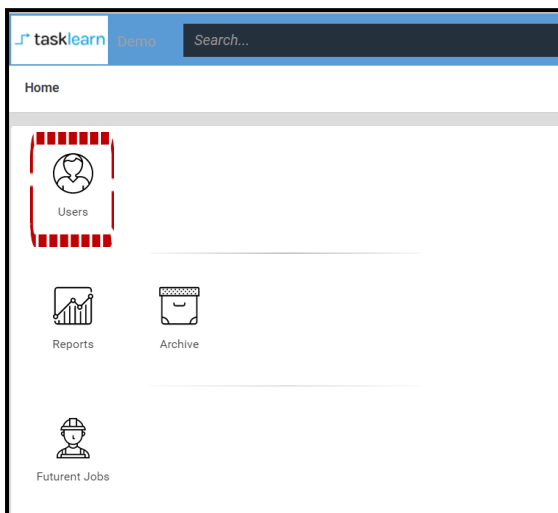 tasklearn Demo Search...
Home
Users
Reports Archive
Futurent Jobs